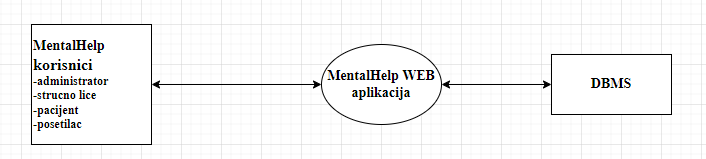 MentalHelp
korisnici
-administrator
-strucno lice
-pacijent
-posetilac
MentalHelp WEB
aplikacija
DBMS